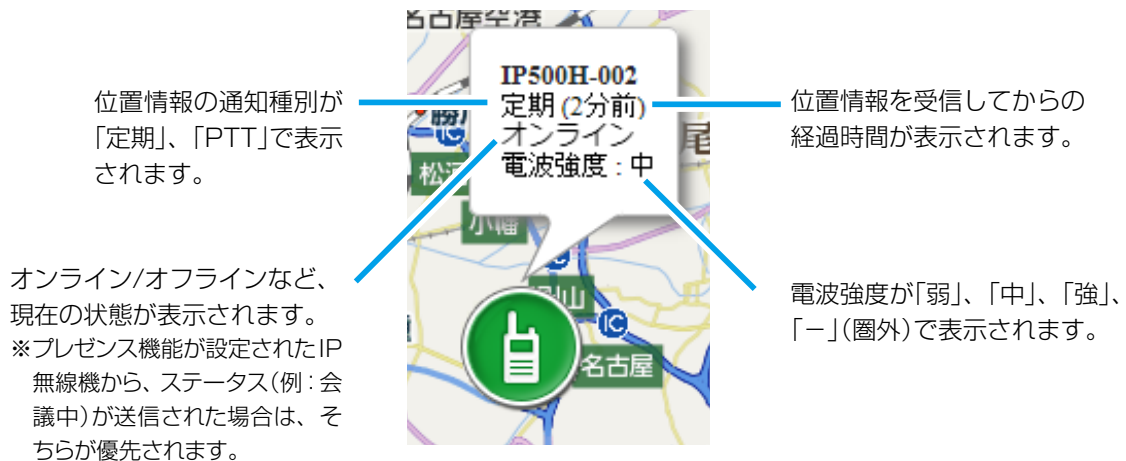 位置情報の通知種別が
「定期」、「PTT」で表示
されます。
オンライン/オフラインなど、
現在の状態が表示されます。
※プレゼンス機能が設定されたIP
無線機から、ステータス(例:会
議中)が送信された場合は、そ
ちらが優先されます。
名古屋空港
IP500H-002
定期 (2分前)
オンライン
電波強度 : 中
勝
IC
尾
松河
小幡
IC
山
IC
名古屋
位置情報を受信してからの
経過時間が表示されます。
電波強度が「弱」、「中」、「強」、
「－」(圏外)で表示されます。